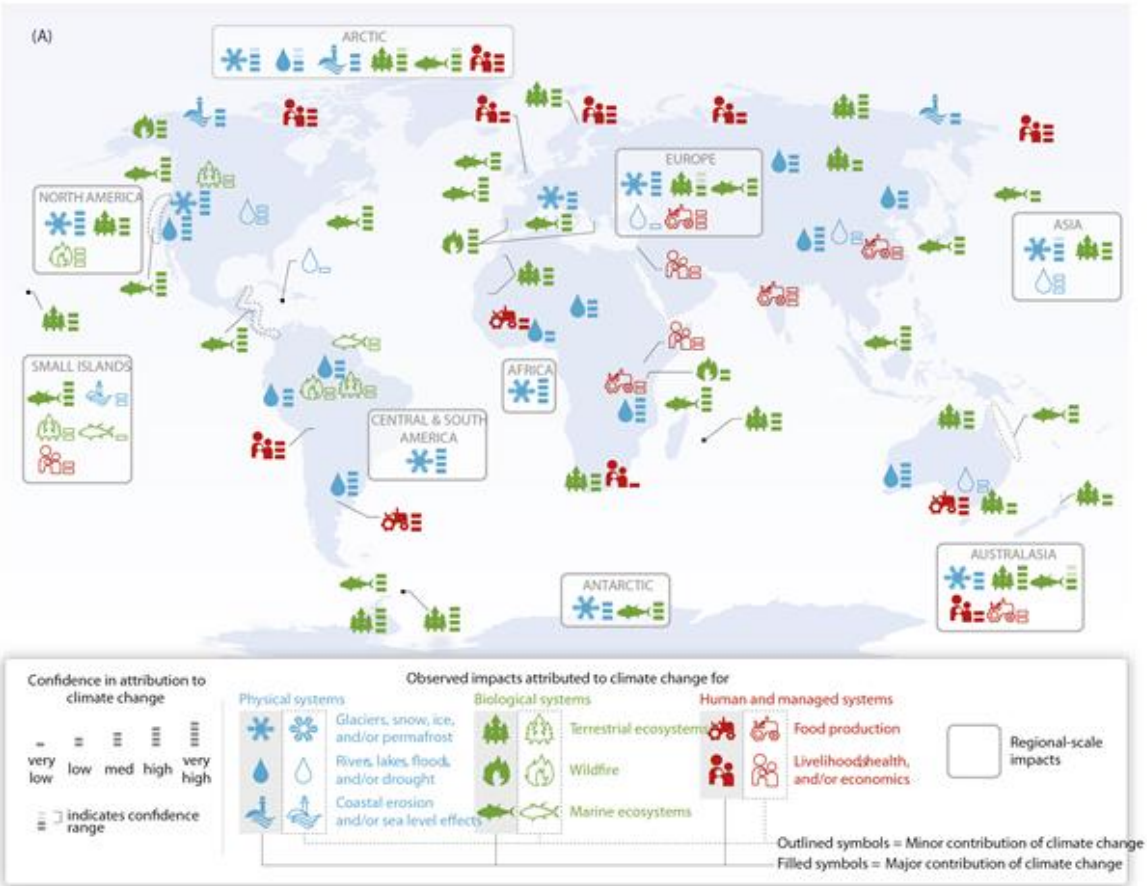 (A)
ARCTIC
EUROPE
NORTH AMERICA
ASIA
SMALL ISLANDS
AFRICA
CENTRAL & SOUTH
AMERICA
AUSTRALASIA
ANTARCTIC
Confidence in attribution to
climate change
very
low
low
med
high
very
high
indicates confidence
range
Observed impacts attributed to climate change for
Physical systems
Glaciers, snow, ice,
and/or permafrost
Rivers, lakes, floods,
and/or drought
Coastal erosion
and/or sea level effects
Biological systems
Terrestrial ecosystems
Wildfire
Marine ecosystems
Human and managed systems
Food production
Livelihoods, health,
and/or economics
Regional-scale
impacts
Outlined symbols = Minor contribution of climate change
Filled symbols = Major contribution of climate change